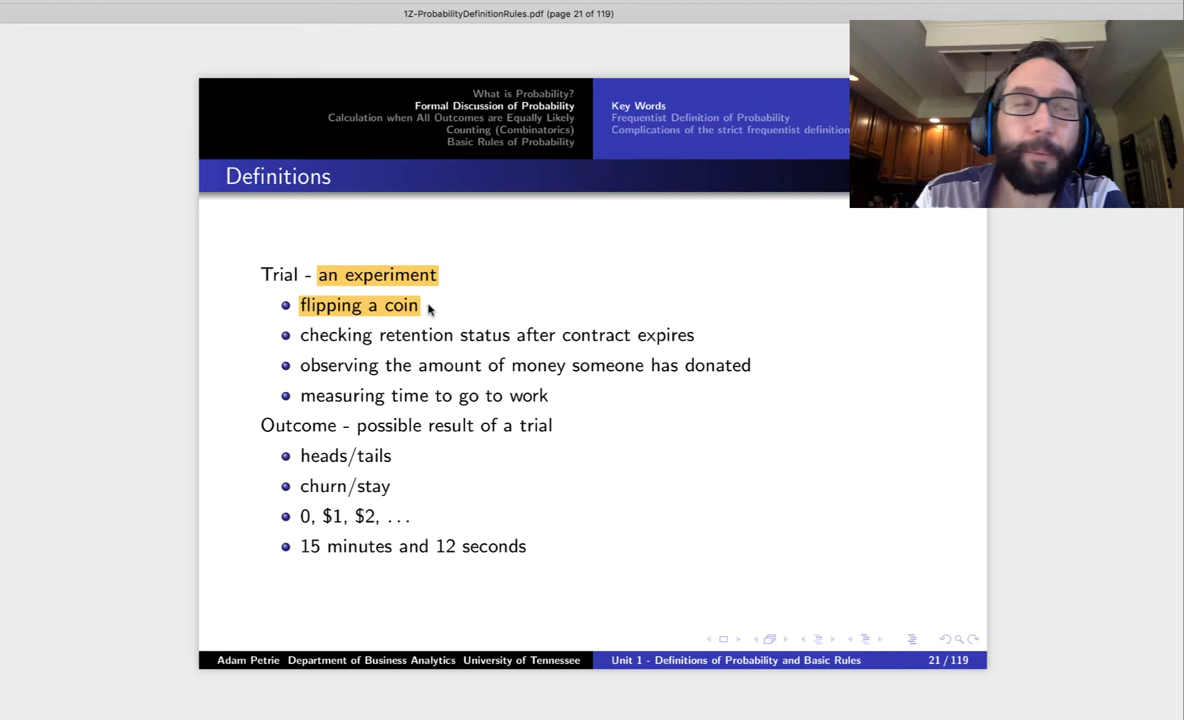 1Z-ProbabilityDefinitionRules.pdf (page 21 of 119)
What is Probability?
Formal Discussion of Probability
Calculation when All Outcomes are Equally Likely
Counting (Combinatorics)
Basic Rules of Probability
Key Words
Frequentist Definition of Probability
Complications of the strict frequentist definition
Definitions
Trial - an experiment
flipping a coin
checking retention status after contract expires
observing the amount of money someone has donated
measuring time to go to work
Outcome - possible result of a trial
heads/tails
churn/stay
0, $1, $2, ...
15 minutes and 12 seconds
Adam Petrie Department of Business Analytics University of Tennessee
Unit 1 - Definitions of Probability and Basic Rules
21 / 119